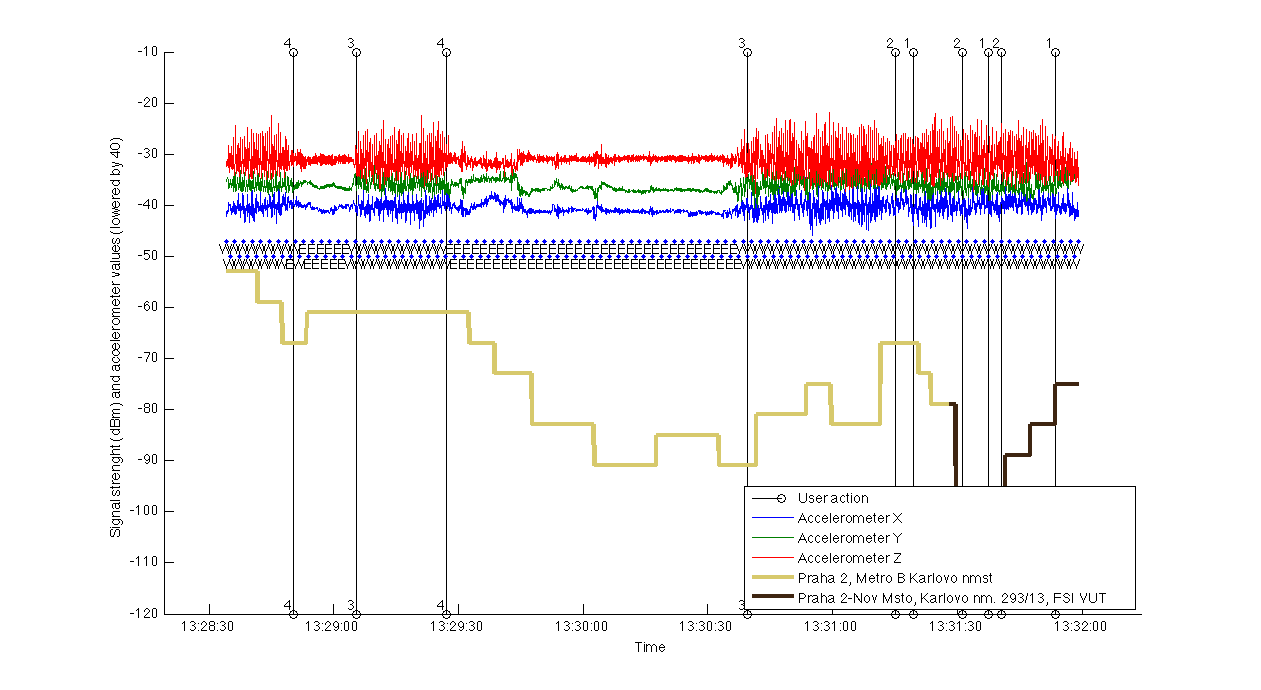 4 3 4 3 2 1 2 1 2 1
-10
-20
-30
-40
-50
-60
-70
-80
-90
-100
-110
-120
Signal strenght (dBm) and accelerometer values (lowered by 40)
User action
Accelerometer X
Accelerometer Y
Accelerometer Z
Praha 2, Metro B Karlovo nmst
Praha 2-Nov Msto, Karlovo nm. 293/13, FSI VUT
4 3 4 3
13:28:30 13:29:00 13:29:30 13:30:00 13:30:30 13:31:00 13:31:30 13:32:00
Time